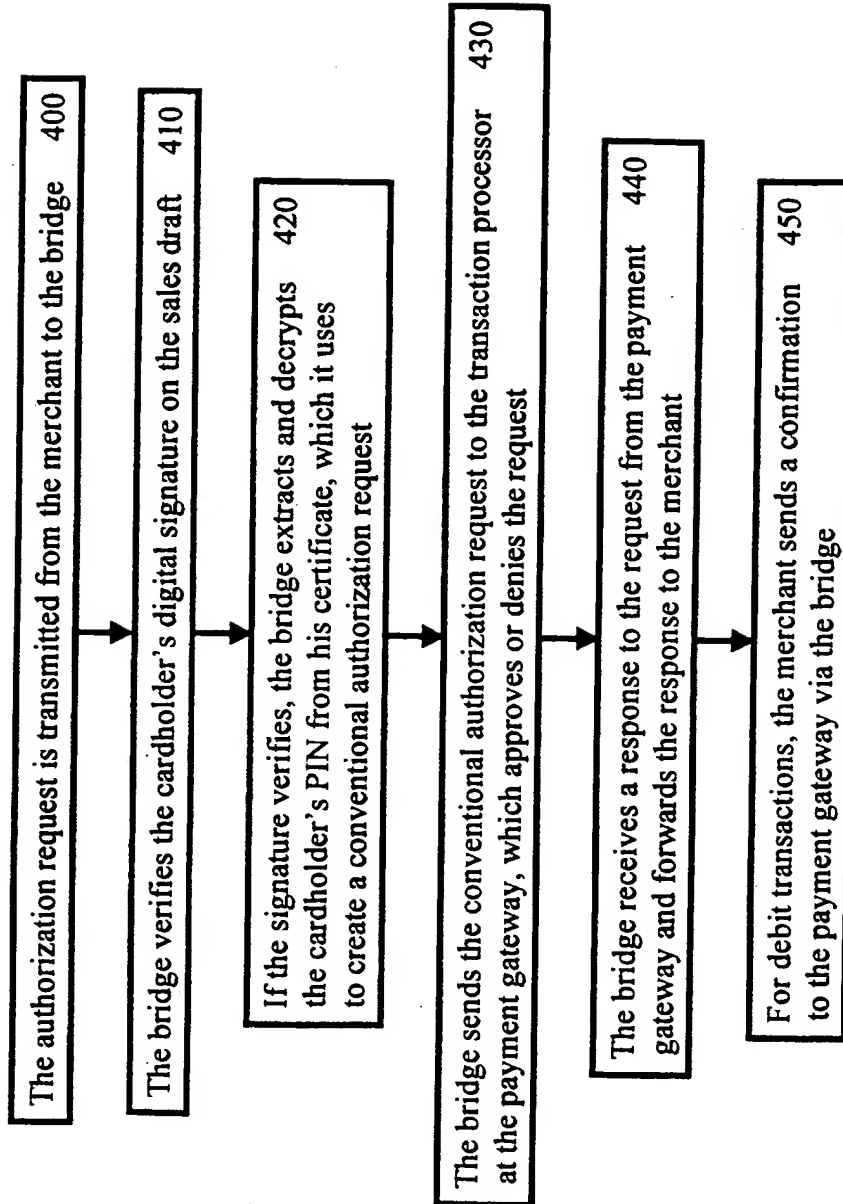 The authorization request is transmitted from the merchant to the bridge 400
The bridge verifies the cardholder's digital signature on the sales draft 410
If the signature verifies, the bridge extracts and decrypts 420
the cardholder's PIN from his certificate, which it uses
to create a conventional authorization request
The bridge sends the conventional authorization request to the transaction processor 430
at the payment gateway, which approves or denies the request
The bridge receives a response to the request from the payment 440
gateway and forwards the response to the merchant
For debit transactions, the merchant sends a confirmation 450
to the payment gateway via the bridge